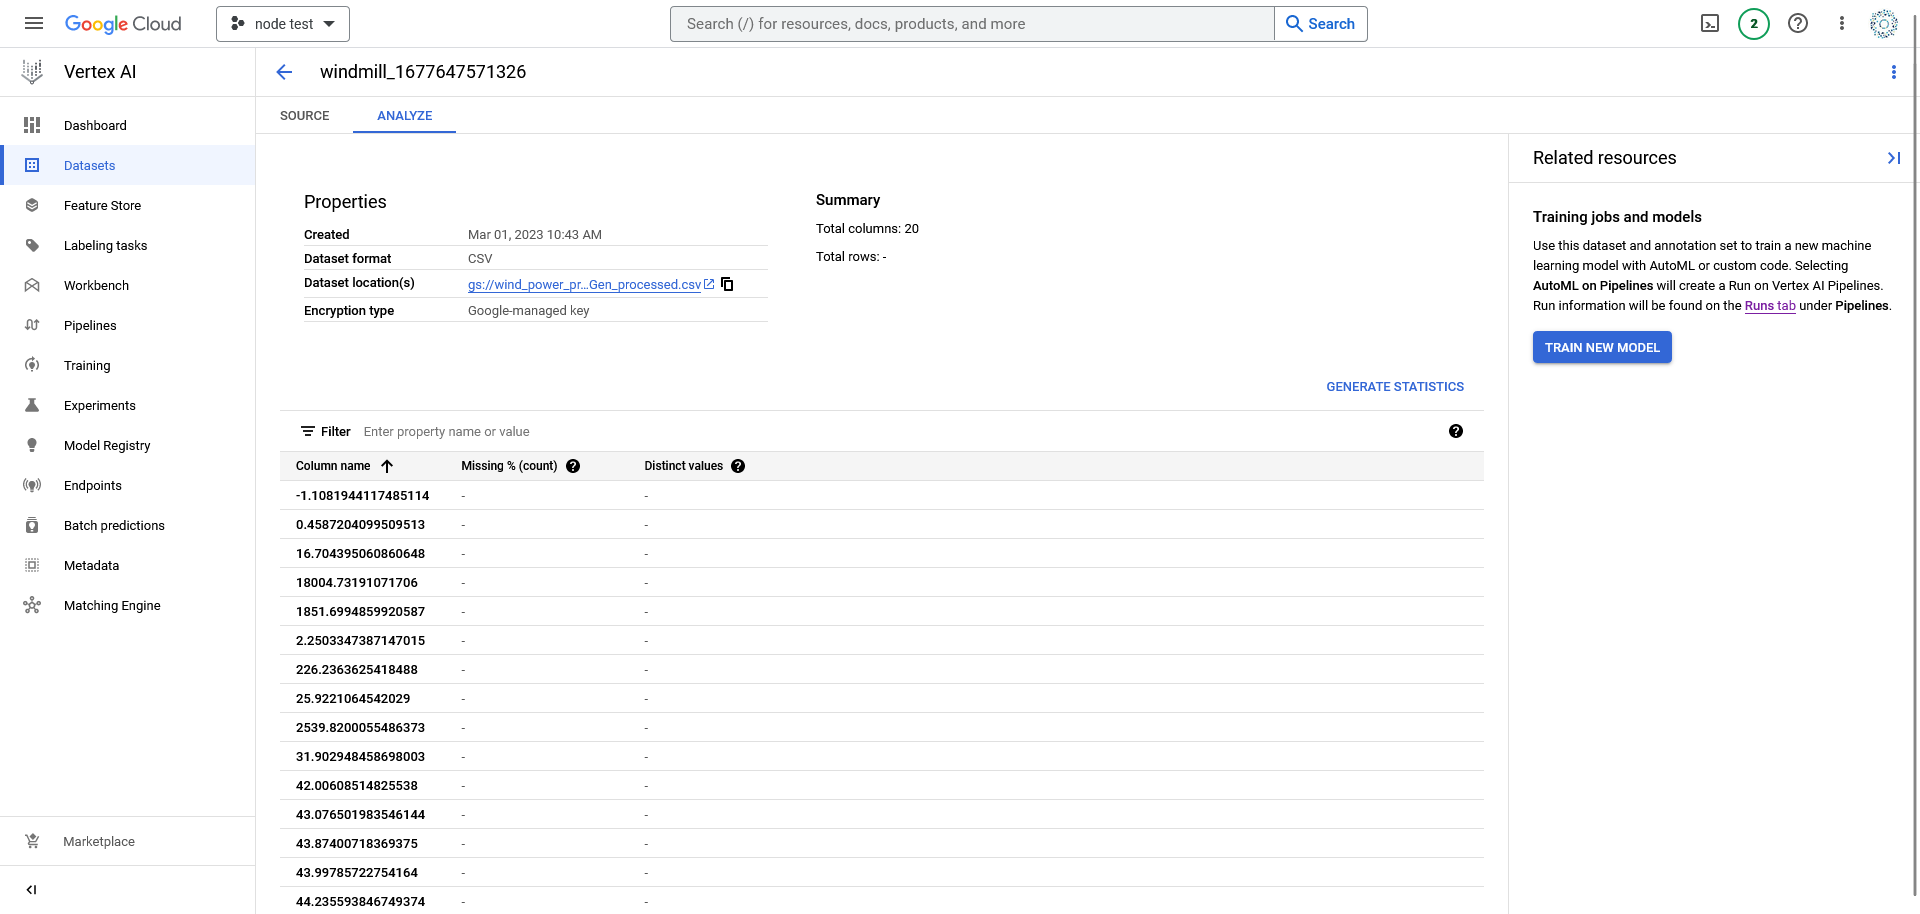 Google Cloud
node test
Search (/) for resources, docs, products, and more
Search
2
Vertex AI
windmill_1677647571326
Dashboard
Datasets
Feature Store
Labeling tasks
Workbench
Pipelines
Training
Experiments
Model Registry
Endpoints
Batch predictions
Metadata
Matching Engine
Marketplace
SOURCE
ANALYZE
Properties
Created Mar 01, 2023 10:43 AM
Dataset format CSV
Dataset location(s) gs://wind_power_pr...Gen_processed.csv
Encryption type Google-managed key
Summary
Total columns: 20
Total rows: -
GENERATE STATISTICS
Filter Enter property name or value
Column name Missing % (count) Distinct values
-1.1081944117485114 - -
0.4587204099509513 - -
16.704395060860648 - -
18004.73191071706 - -
1851.6994859920587 - -
2.2503347387147015 - -
226.2363625418488 - -
25.9221064542029 - -
2539.8200055486373 - -
31.902948458698003 - -
42.00608514825538 - -
43.076501983546144 - -
43.87400718369375 - -
43.99785722754164 - -
44.235593846749374 - -
Related resources
Training jobs and models
Use this dataset and annotation set to train a new machine
learning model with AutoML or custom code. Selecting
AutoML on Pipelines will create a Run on Vertex AI Pipelines.
Run information will be found on the Runs tab under Pipelines.
TRAIN NEW MODEL